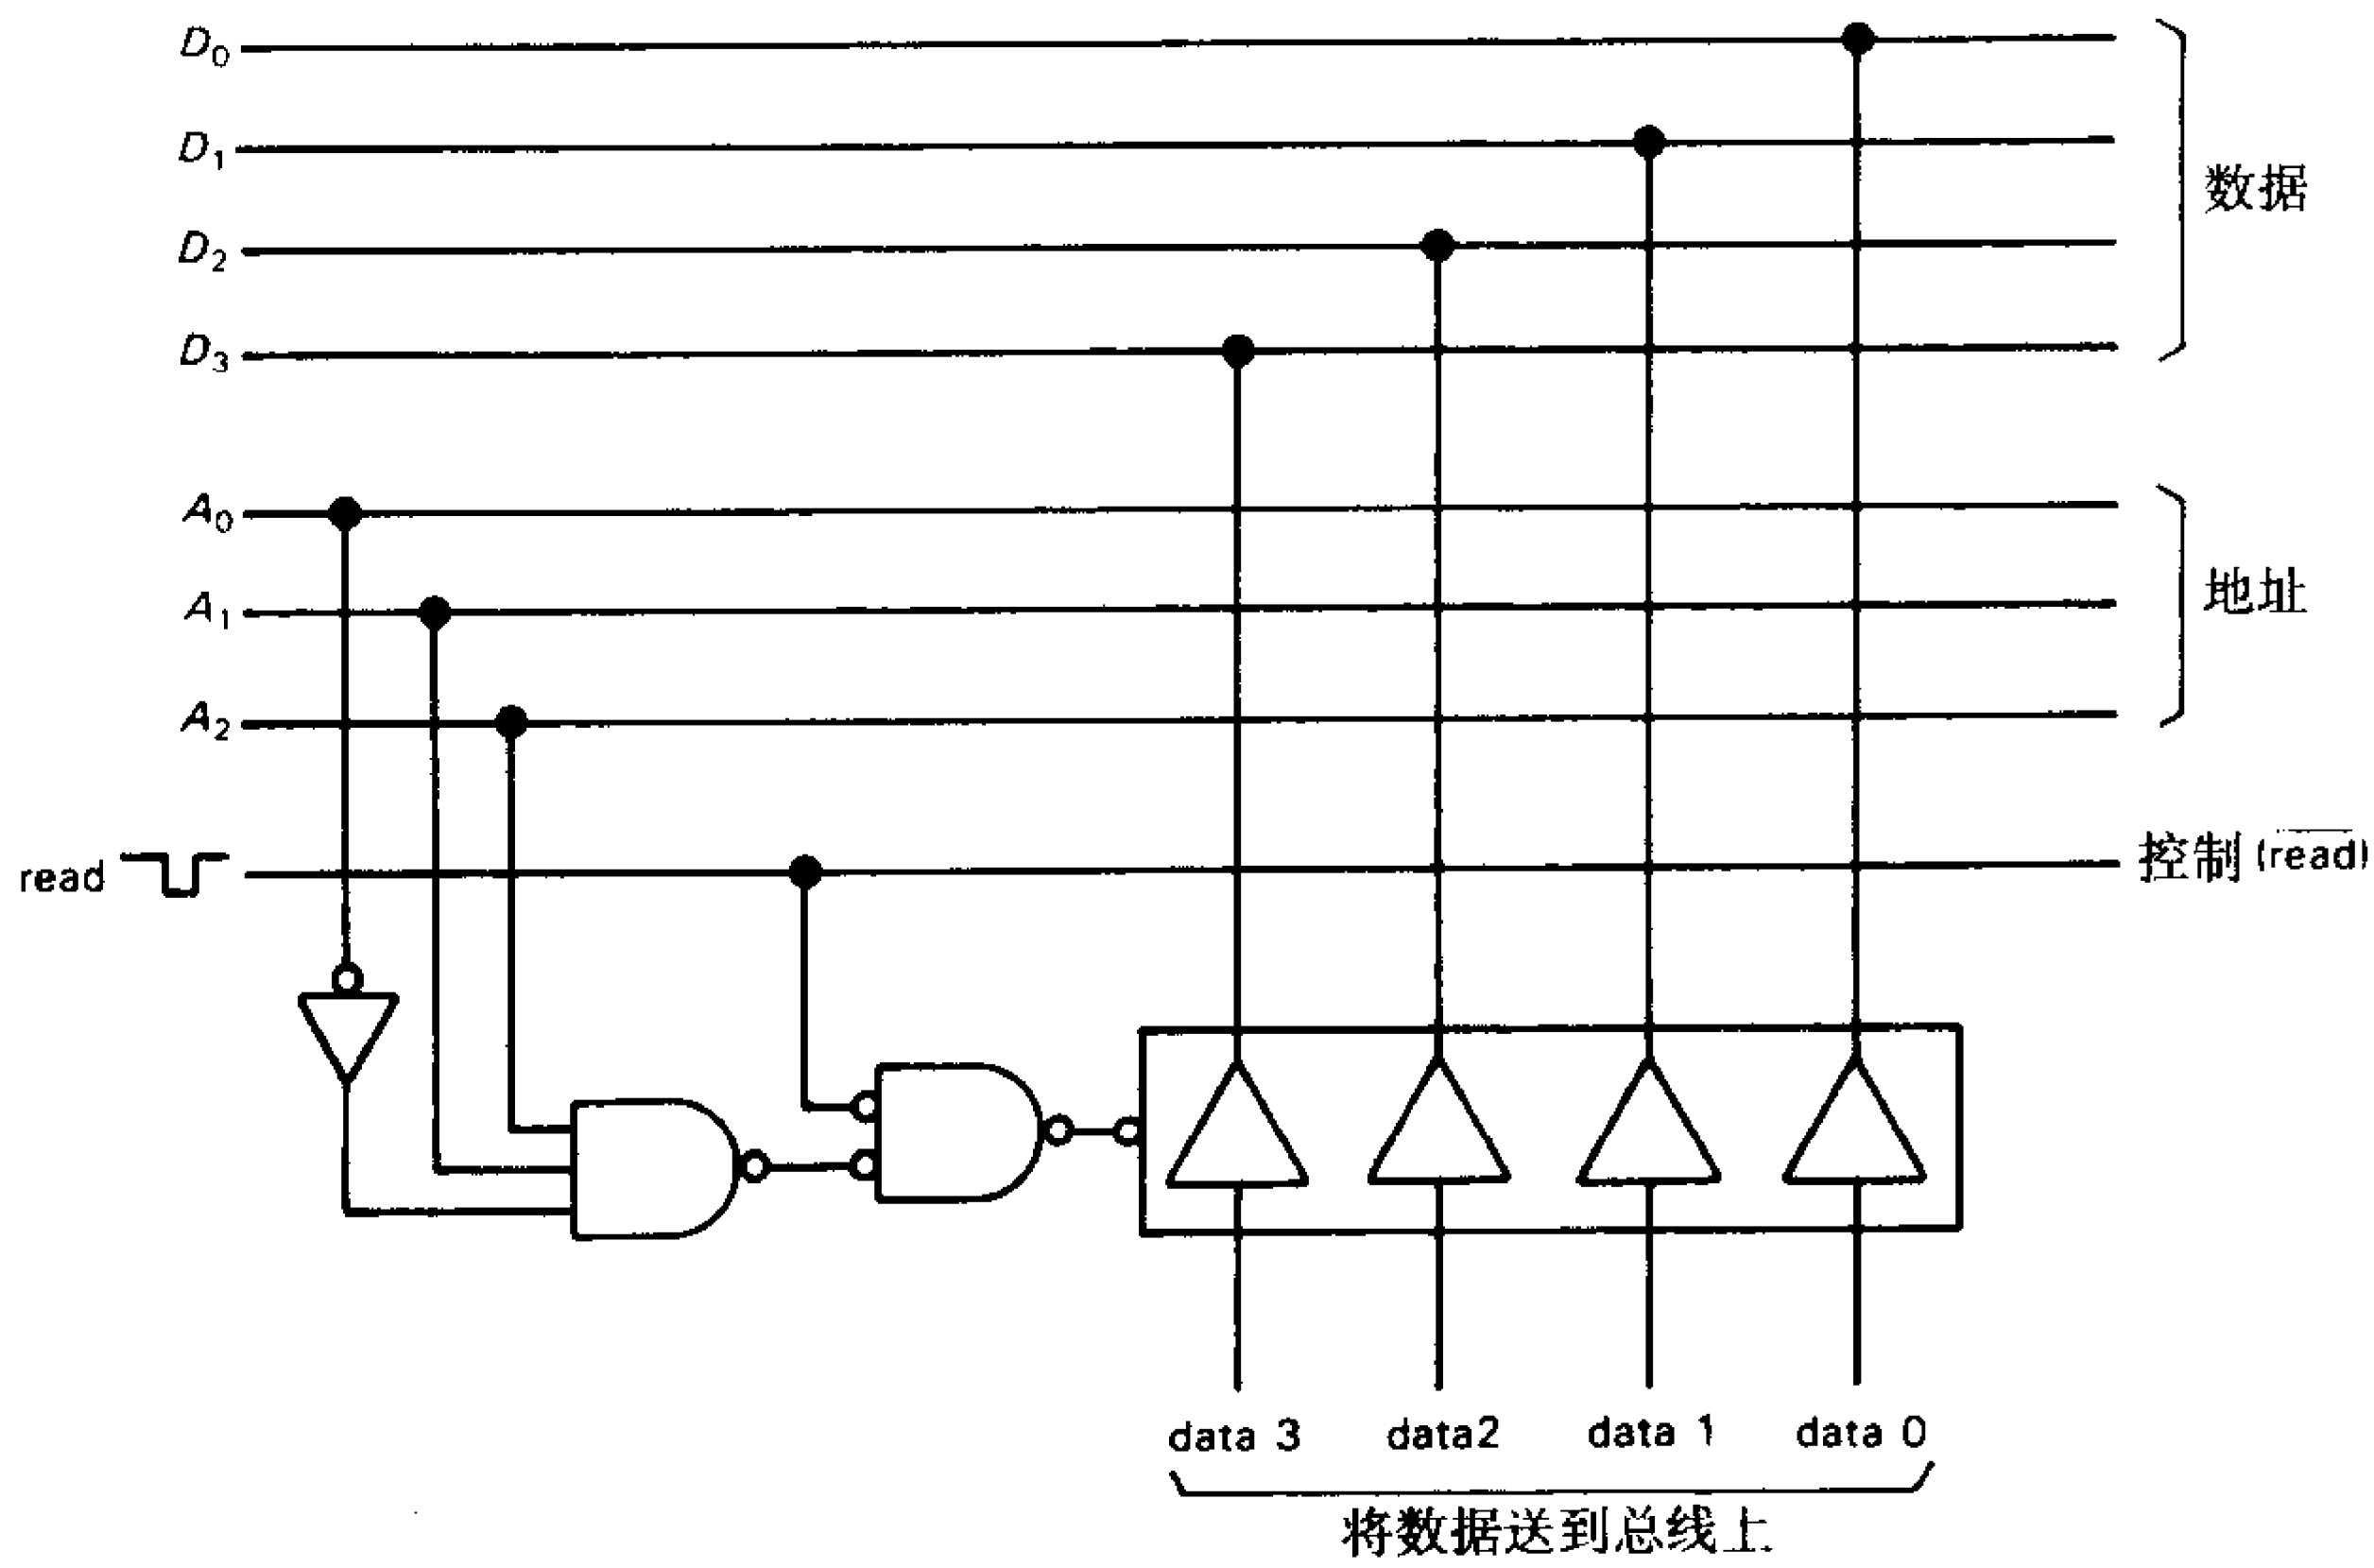 D₀
D₁
D₂
D₃
数据
A₀
A₁
A₂
地址
read
控制(r̅e̅a̅d̅)
data 3 data2 data 1 data 0
将数据送到总线上